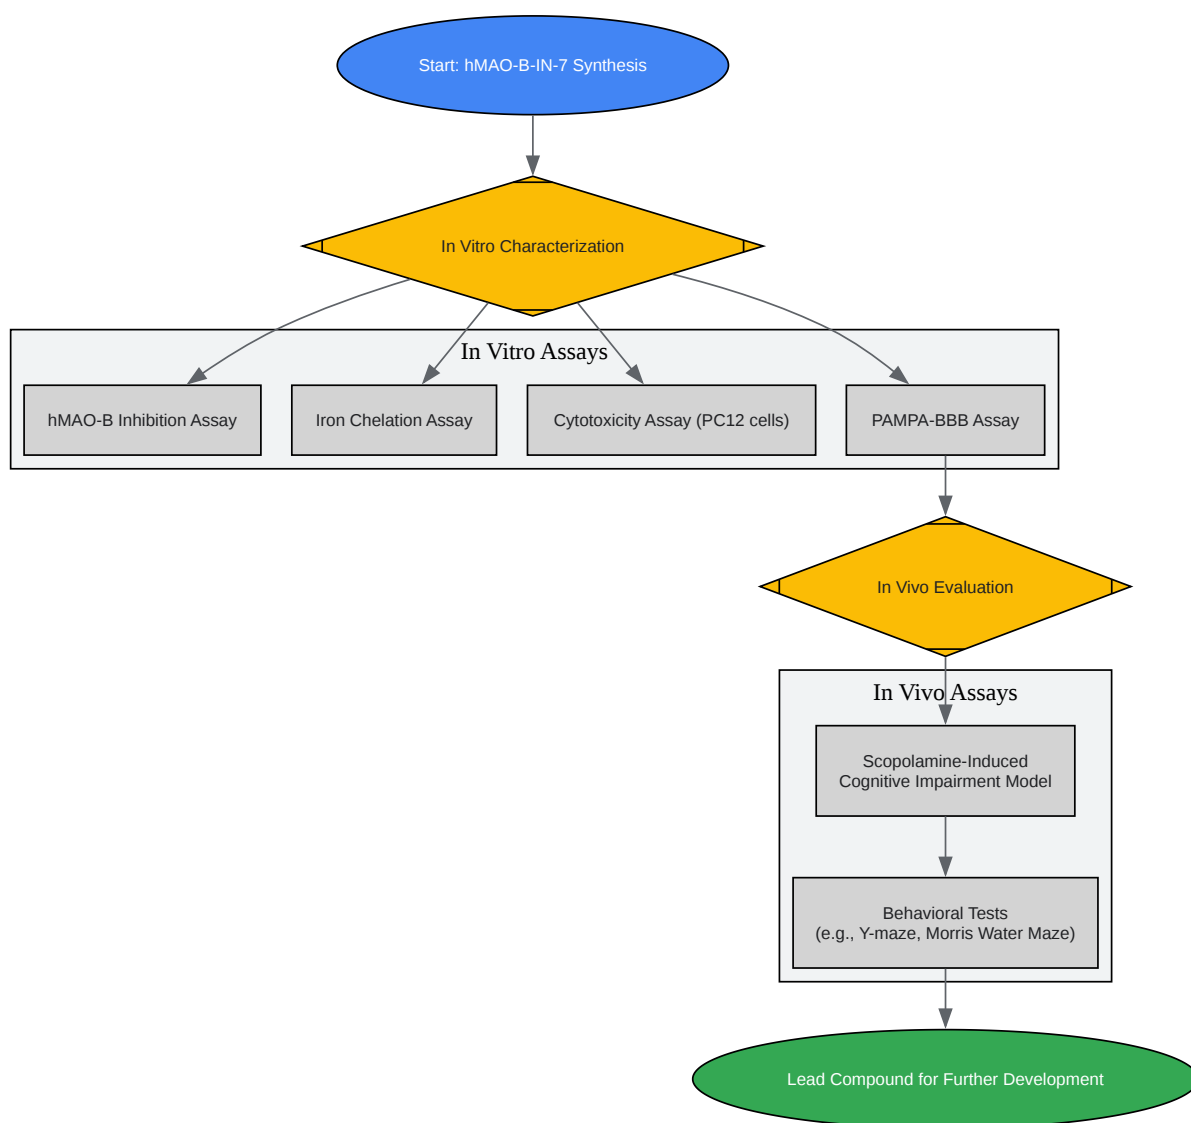 Start: hMAO-B-IN-7 Synthesis
In Vitro Characterization
In Vitro Assays
hMAO-B Inhibition Assay
Iron Chelation Assay
Cytotoxicity Assay (PC12 cells)
PAMPA-BBB Assay
In Vivo Evaluation
In Vivo Assays
Scopolamine-Induced
Cognitive Impairment Model
Behavioral Tests
(e.g., Y-maze, Morris Water Maze)
Lead Compound for Further Development